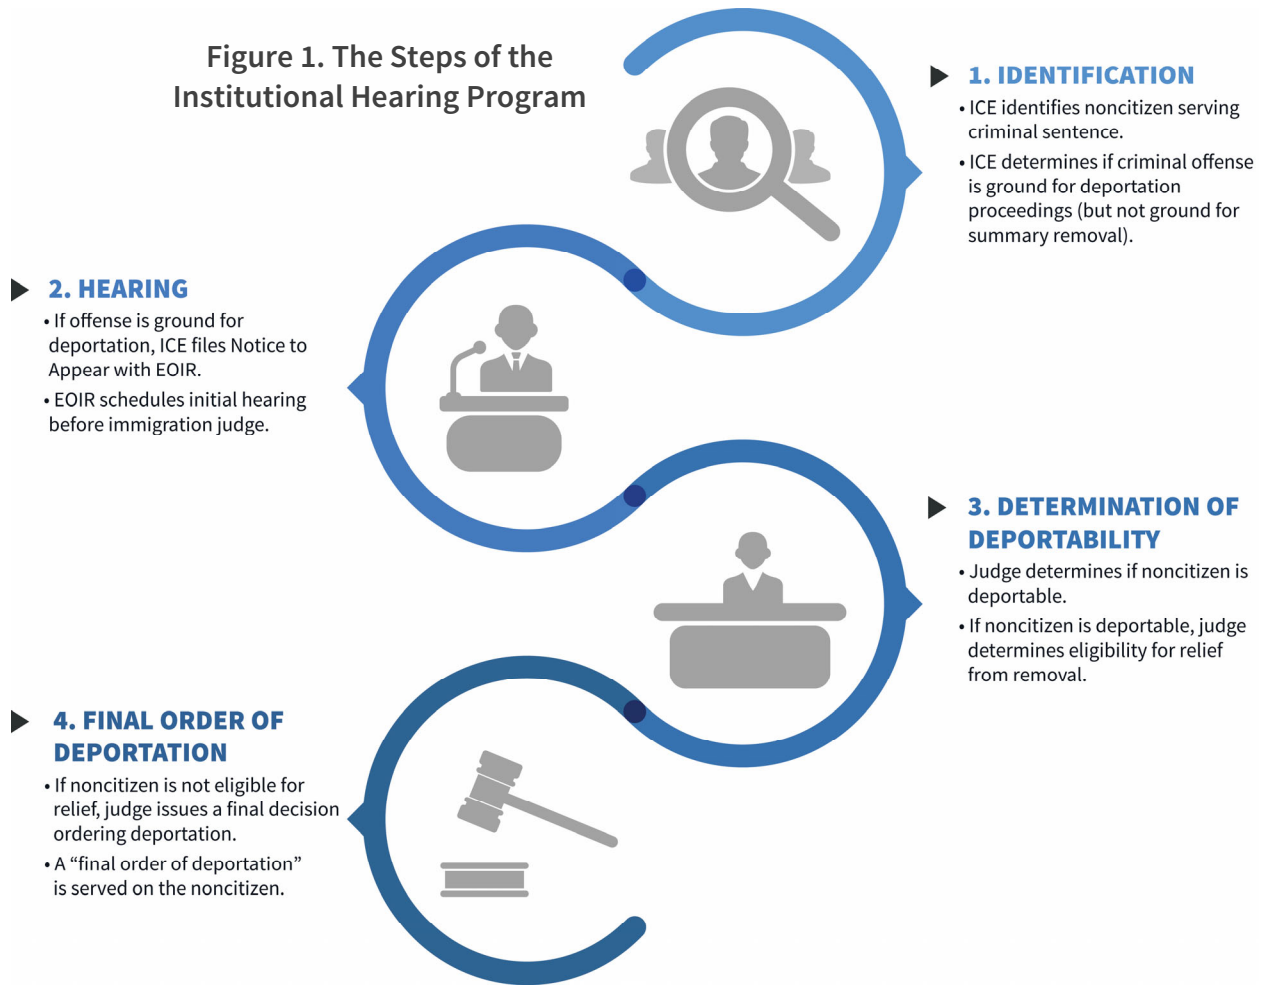 Figure 1. The Steps of the
Institutional Hearing Program
1. IDENTIFICATION
• ICE identifies noncitizen serving
criminal sentence.
• ICE determines if criminal offense
is ground for deportation
proceedings (but not ground for
summary removal).
2. HEARING
• If offense is ground for
deportation, ICE files Notice to
Appear with EOIR.
• EOIR schedules initial hearing
before immigration judge.
3. DETERMINATION OF
DEPORTABILITY
• Judge determines if noncitizen is
deportable.
• If noncitizen is deportable, judge
determines eligibility for relief
from removal.
4. FINAL ORDER OF
DEPORTATION
• If noncitizen is not eligible for
relief, judge issues a final decision
ordering deportation.
• A “final order of deportation”
is served on the noncitizen.